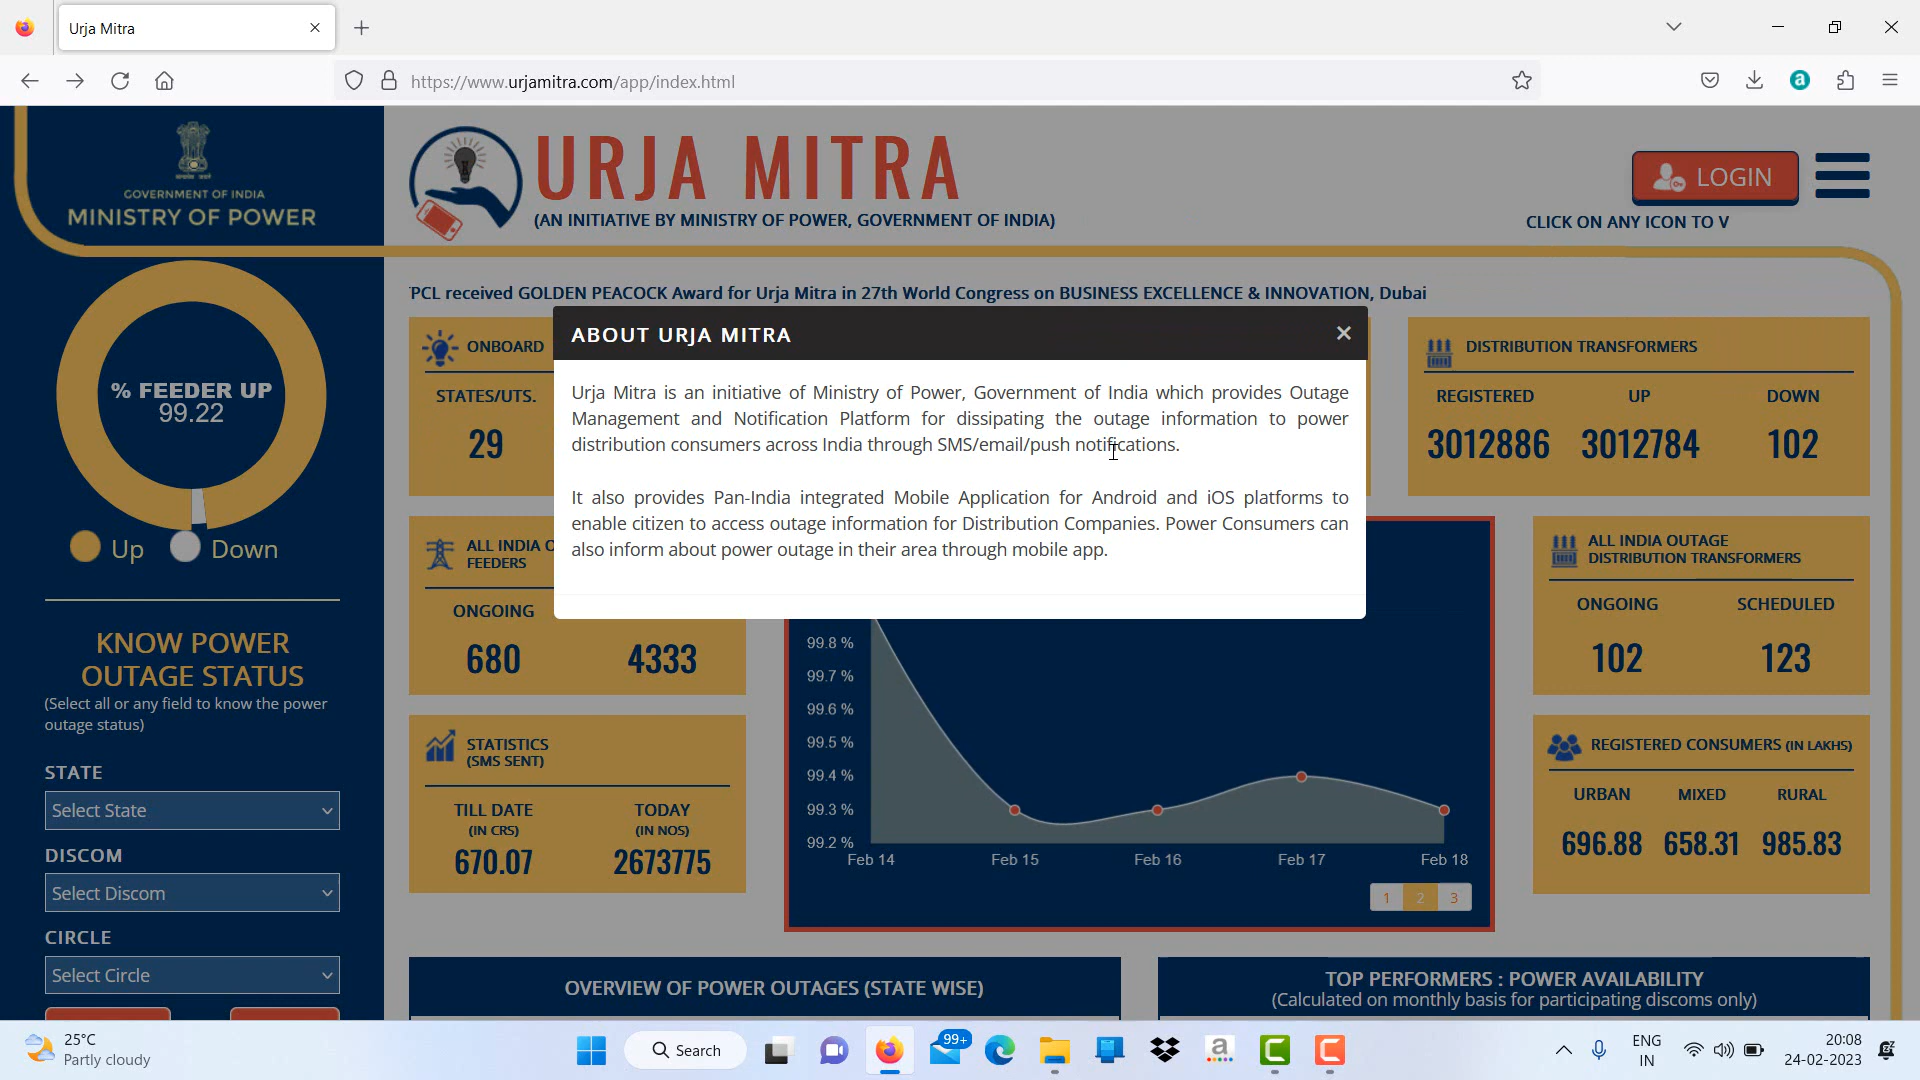 Urja Mitra
https://www.urjamitra.com/app/index.html
GOVERNMENT OF INDIA
MINISTRY OF POWER
URJA MITRA
(AN INITIATIVE BY MINISTRY OF POWER, GOVERNMENT OF INDIA)
LOGIN
CLICK ON ANY ICON TO V
PCL received GOLDEN PEACOCK Award for Urja Mitra in 27th World Congress on BUSINESS EXCELLENCE & INNOVATION, Dubai
% FEEDER UP
99.22
Up
Down
KNOW POWER
OUTAGE STATUS
(Select all or any field to know the power
outage status)
STATE
Select State
DISCOM
Select Discom
CIRCLE
Select Circle
ONBOARD
STATES/UTS.
29
ABOUT URJA MITRA
Urja Mitra is an initiative of Ministry of Power, Government of India which provides Outage
Management and Notification Platform for dissipating the outage information to power
distribution consumers across India through SMS/email/push notifications.
It also provides Pan-India integrated Mobile Application for Android and iOS platforms to
enable citizen to access outage information for Distribution Companies. Power Consumers can
also inform about power outage in their area through mobile app.
DISTRIBUTION TRANSFORMERS
REGISTERED UP DOWN
3012886 3012784 102
ALL INDIA O
FEEDERS
ONGOING
680 4333
ALL INDIA OUTAGE
DISTRIBUTION TRANSFORMERS
ONGOING SCHEDULED
102 123
STATISTICS
(SMS SENT)
TILL DATE TODAY
(IN CRS) (IN NOS)
670.07 2673775
99.8 %
99.7 %
99.6 %
99.5 %
99.4 %
99.3 %
99.2 %
Feb 14 Feb 15 Feb 16 Feb 17 Feb 18
1 2 3
REGISTERED CONSUMERS (IN LAKHS)
URBAN MIXED RURAL
696.88 658.31 985.83
OVERVIEW OF POWER OUTAGES (STATE WISE)
TOP PERFORMERS : POWER AVAILABILITY
(Calculated on monthly basis for participating discoms only)
25°C
Partly cloudy
Search
99+
a
ENG
IN
20:08
24-02-2023